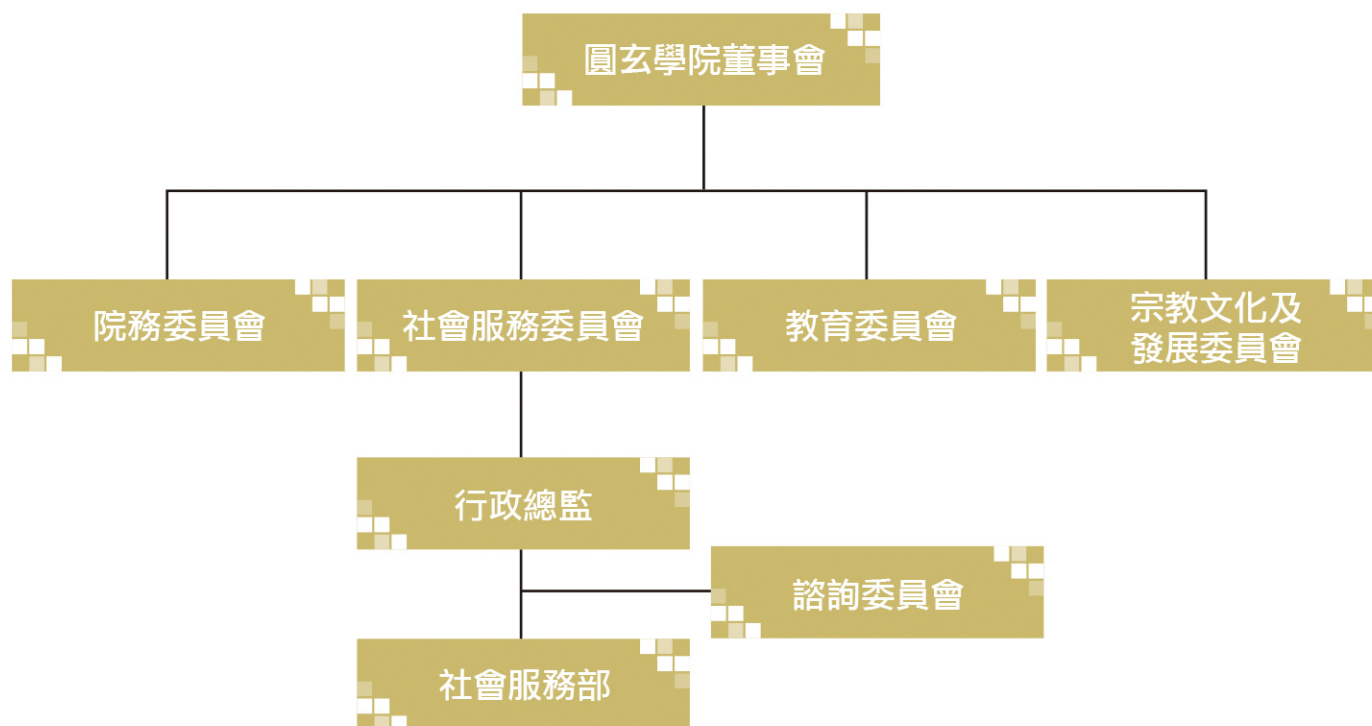 圓玄學院董事會
院務委員會
社會服務委員會
教育委員會
宗教文化及
發展委員會
行政總監
諮詢委員會
社會服務部